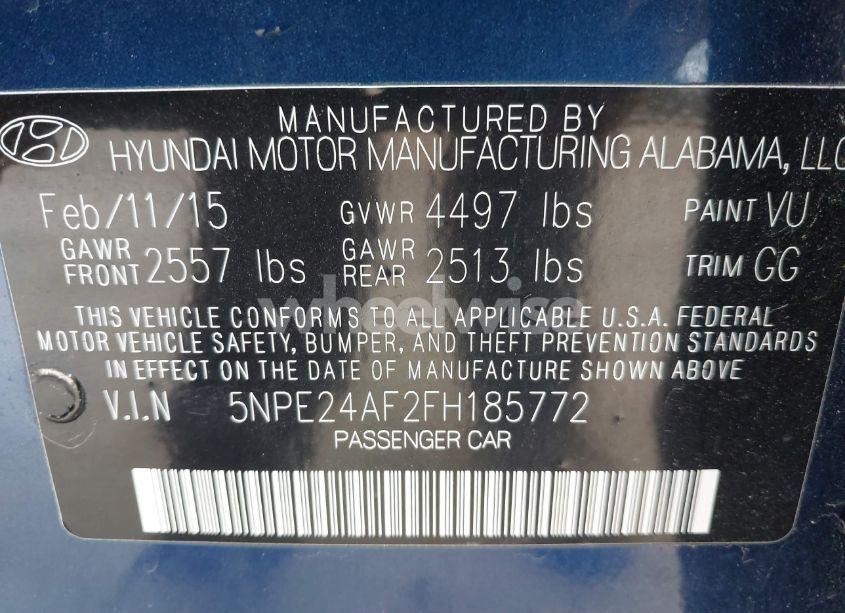 MANUFACTURED BY
HYUNDAI MOTOR MANUFACTURING ALABAMA, LLC
Feb/11/15 GVWR 4497 lbs PAINT VU
GAWR FRONT 2557 lbs GAWR REAR 2513 lbs TRIM GG
wheelwise
THIS VEHICLE CONFORMS TO ALL APPLICABLE U.S.A. FEDERAL
MOTOR VEHICLE SAFETY, BUMPER, AND THEFT PREVENTION STANDARDS
IN EFFECT ON THE DATE OF MANUFACTURE SHOWN ABOVE
V.I.N 5NPE24AF2FH185772
PASSENGER CAR